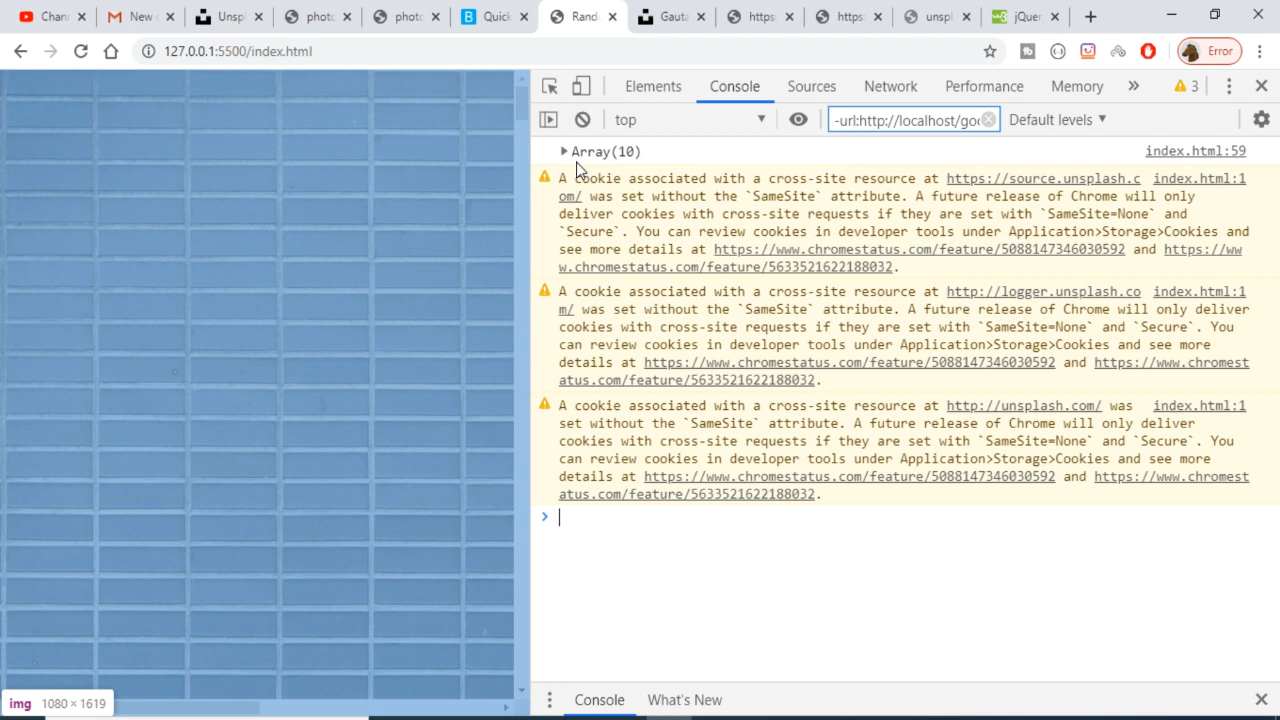 Chann
New 
Unspl
photo
photo
Quick
Rand
Gauta
https:
https:
unspl
jQuer
127.0.0.1:5500/index.html
Error
Elements Console Sources Network Performance Memory » 3
top -url:http://localhost/goo Default levels
Array(10) index.html:59
A cookie associated with a cross-site resource at https://source.unsplash.c index.html:1
om/ was set without the `SameSite` attribute. A future release of Chrome will only
deliver cookies with cross-site requests if they are set with `SameSite=None` and
`Secure`. You can review cookies in developer tools under Application>Storage>Cookies and
see more details at https://www.chromestatus.com/feature/5088147346030592 and https://ww
w.chromestatus.com/feature/5633521622188032.
A cookie associated with a cross-site resource at http://logger.unsplash.co index.html:1
m/ was set without the `SameSite` attribute. A future release of Chrome will only deliver
cookies with cross-site requests if they are set with `SameSite=None` and `Secure`. You
can review cookies in developer tools under Application>Storage>Cookies and see more
details at https://www.chromestatus.com/feature/5088147346030592 and https://www.chromest
atus.com/feature/5633521622188032.
A cookie associated with a cross-site resource at http://unsplash.com/ was index.html:1
set without the `SameSite` attribute. A future release of Chrome will only deliver
cookies with cross-site requests if they are set with `SameSite=None` and `Secure`. You
can review cookies in developer tools under Application>Storage>Cookies and see more
details at https://www.chromestatus.com/feature/5088147346030592 and https://www.chromest
atus.com/feature/5633521622188032.
img 1080 × 1619
Console What's New